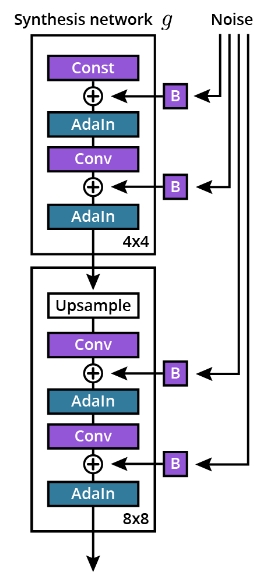 Synthesis network g
Noise
Const
B
AdaIn
Conv
B
AdaIn
4x4
Upsample
Conv
B
AdaIn
Conv
B
AdaIn
8x8